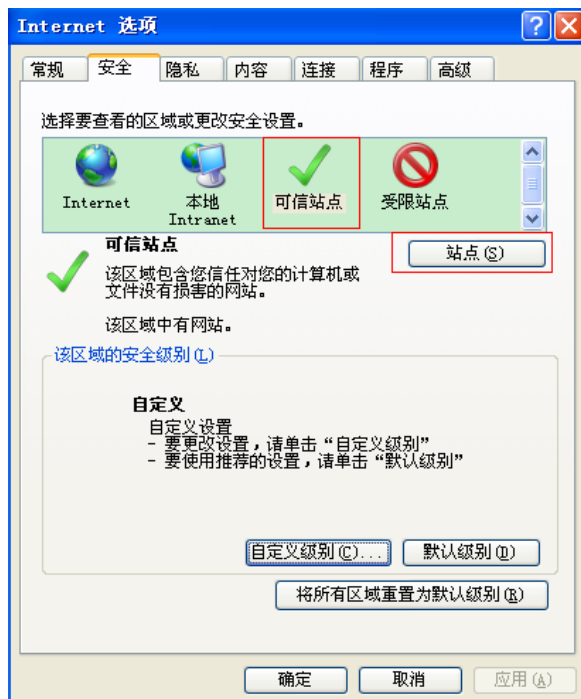 Internet 选项
常规 安全 隐私 内容 连接 程序 高级
选择要查看的区域或更改安全设置。
Internet
本地
Intranet
可信站点
受限站点
可信站点
站点(S)
该区域包含您信任对您的计算机或
文件没有损害的网站。
该区域中有网站。
该区域的安全级别(L)
自定义
自定义设置
- 要更改设置，请单击“自定义级别”
- 要使用推荐的设置，请单击“默认级别”
自定义级别(C)... 默认级别(D)
将所有区域重置为默认级别(R)
确定 取消 应用(A)